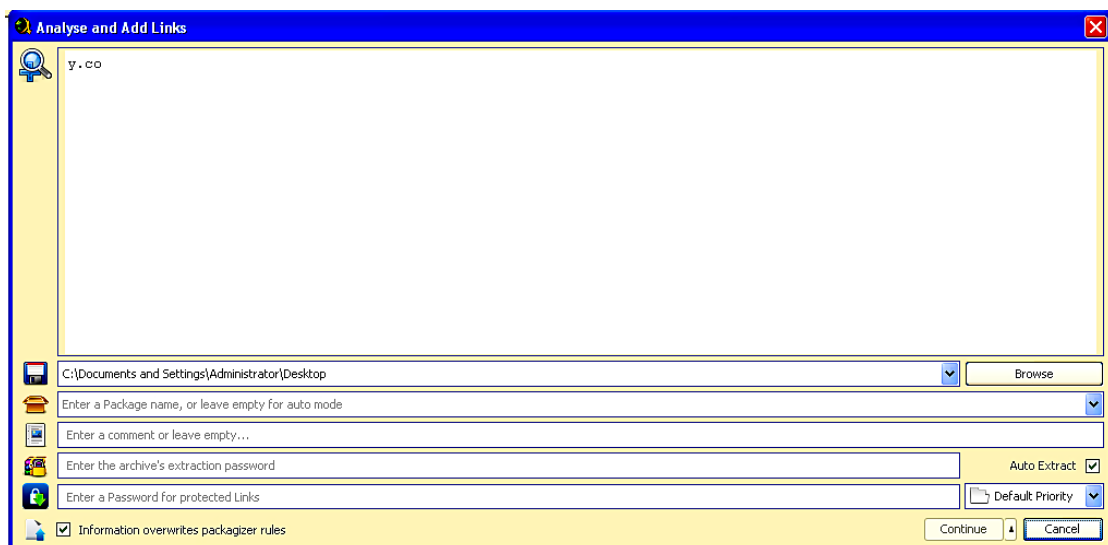 Analyse and Add Links
y.co
C:\Documents and Settings\Administrator\Desktop
Browse
Enter a Package name, or leave empty for auto mode
Enter a comment or leave empty...
Enter the archive's extraction password
Auto Extract
Enter a Password for protected Links
Default Priority
Information overwrites packagizer rules
Continue
Cancel